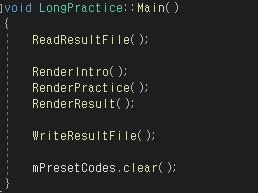 void LongPractice::Main()
{
ReadResultFile();
RenderIntro();
RenderPractice();
RenderResult();
WriteResultFile();
mPresetCodes.clear();
}